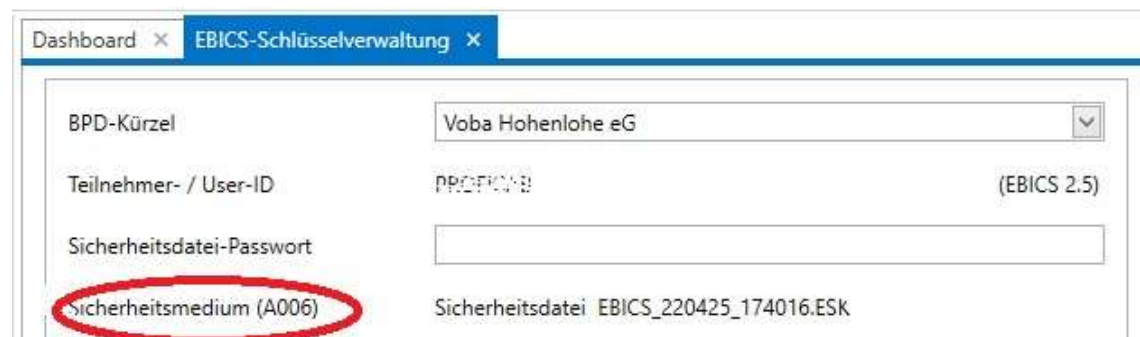 Dashboard × EBICS-Schlüsselverwaltung ×
BPD-Kürzel Voba Hohenlohe eG
Teilnehmer- / User-ID (EBICS 2.5)
Sicherheitsdatei-Passwort
Sicherheitsmedium (A006) Sicherheitsdatei EBICS_220425_174016.ESK